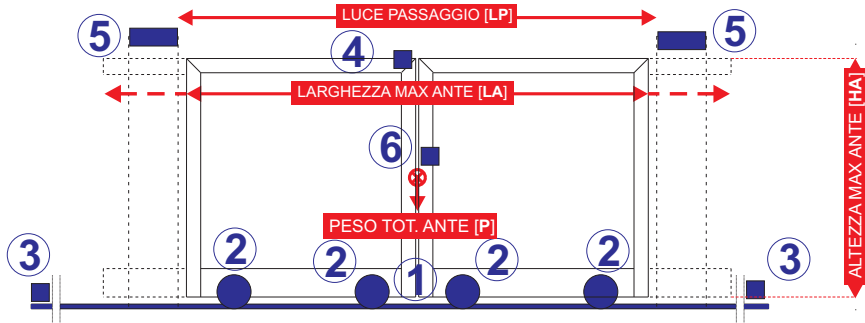 LUCE PASSAGGIO [LP]
5
5
4
LARGHEZZA MAX ANTE [LA]
ALTEZZA MAX ANTE [HA]
6
PESO TOT. ANTE [P]
2
2
2
2
3
1
3